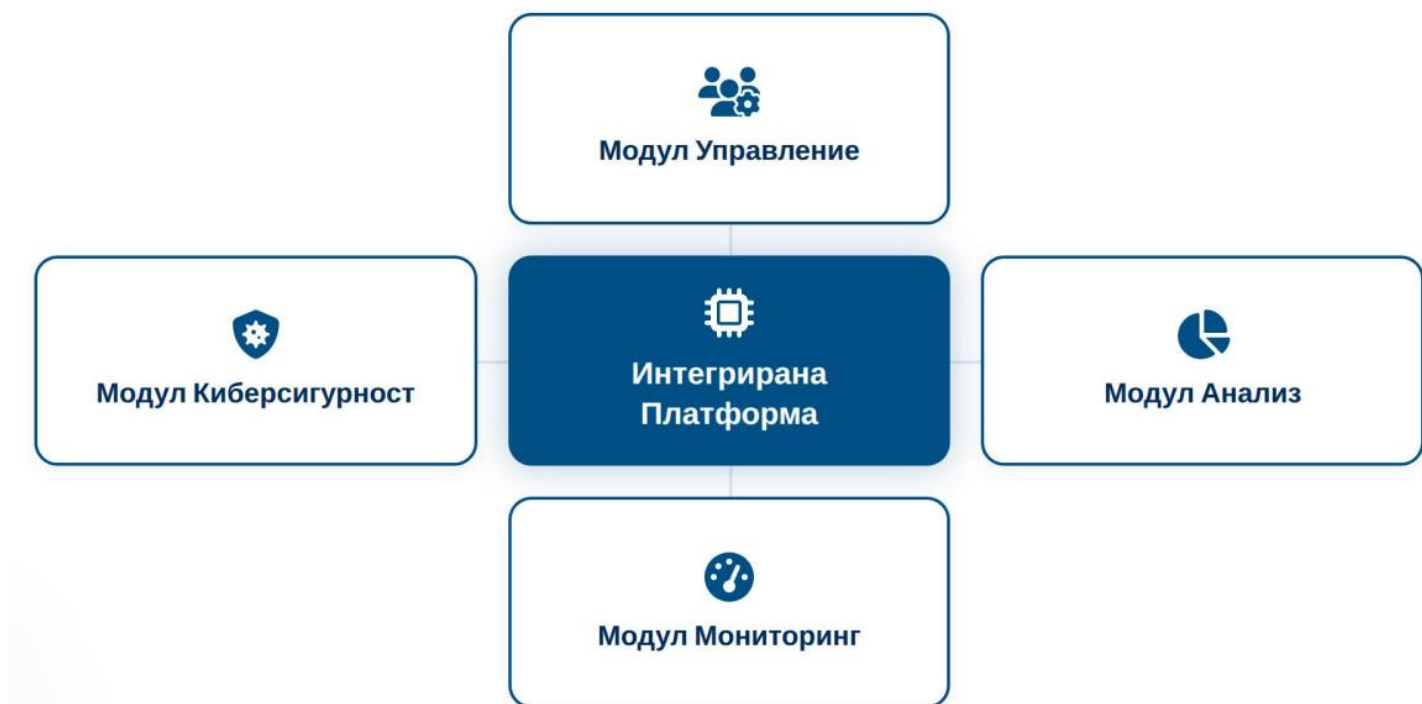 Модул Управление
Модул Киберсигурност
Интегрирана
Платформа
Модул Анализ
Модул Мониторинг